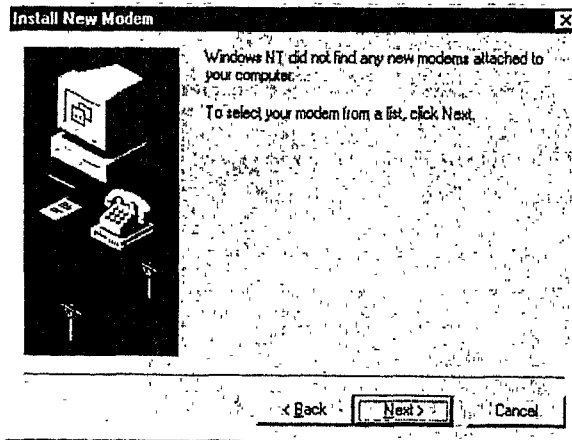 Install New Modem
Windows NT did not find any new modems attached to
your computer.
To select your modem from a list, click Next.
< Back
Next >
Cancel